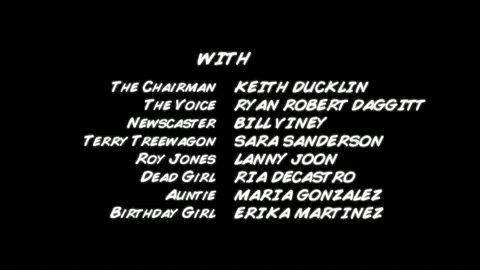 WITH
THE CHAIRMAN KEITH DUCKLIN
THE VOICE RYAN ROBERT DAGGITT
NEWSCASTER BILL VINEY
TERRY TREEWAGON SARA SANDERSON
ROY JONES LANNY JOON
DEAD GIRL RIA DECASTRO
AUNTIE MARIA GONZALEZ
BIRTHDAY GIRL ERIKA MARTINEZ